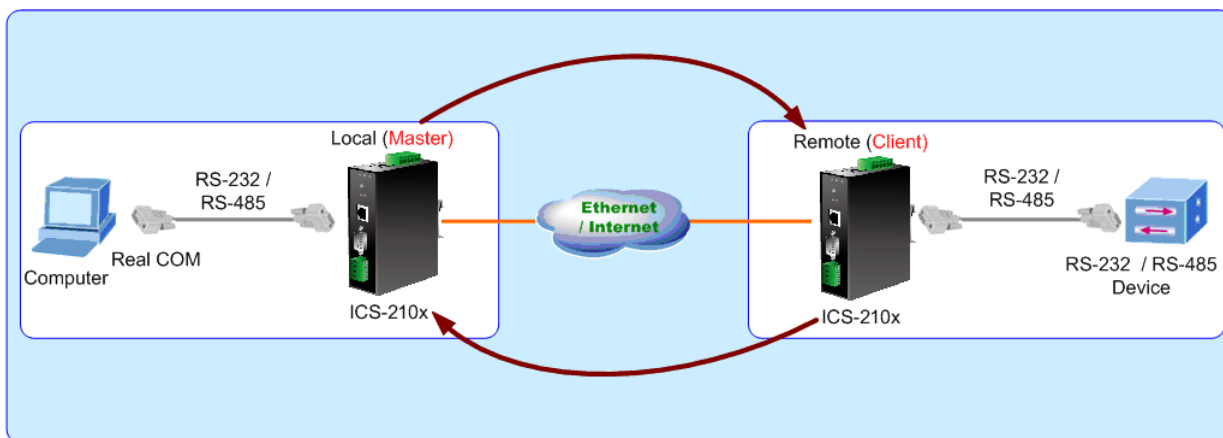 Local (Master)
Remote (Client)
RS-232 /
RS-485
Ethernet
/ Internet
RS-232 /
RS-485
Real COM
Computer
ICS-210x
ICS-210x
RS-232 / RS-485
Device